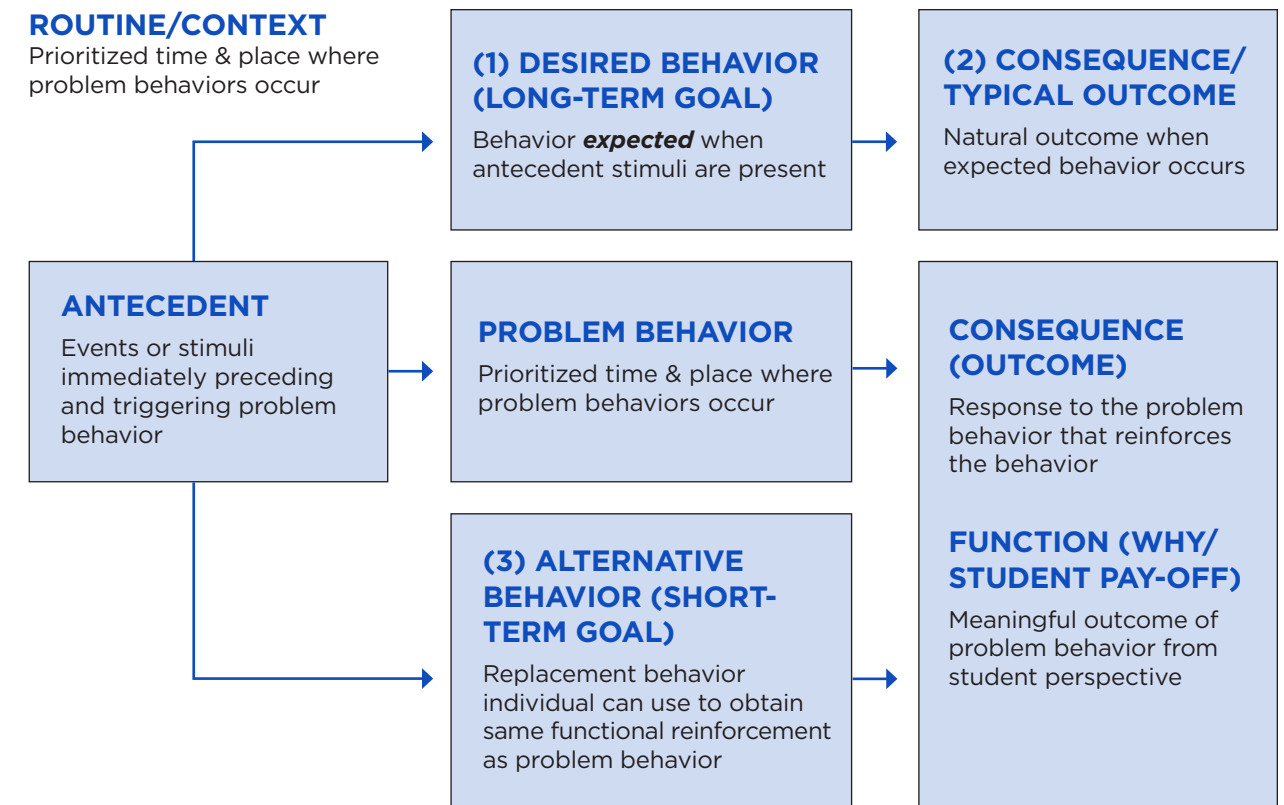 ROUTINE/CONTEXT
Prioritized time & place where
problem behaviors occur
(1) DESIRED BEHAVIOR
(LONG-TERM GOAL)
Behavior expected when
antecedent stimuli are present
(2) CONSEQUENCE/
TYPICAL OUTCOME
Natural outcome when
expected behavior occurs
ANTECEDENT
Events or stimuli
immediately preceding
and triggering problem
behavior
PROBLEM BEHAVIOR
Prioritized time & place where
problem behaviors occur
CONSEQUENCE
(OUTCOME)
Response to the problem
behavior that reinforces
the behavior
FUNCTION (WHY/
STUDENT PAY-OFF)
Meaningful outcome of
problem behavior from
student perspective
(3) ALTERNATIVE
BEHAVIOR (SHORT-
TERM GOAL)
Replacement behavior
individual can use to obtain
same functional reinforcement
as problem behavior